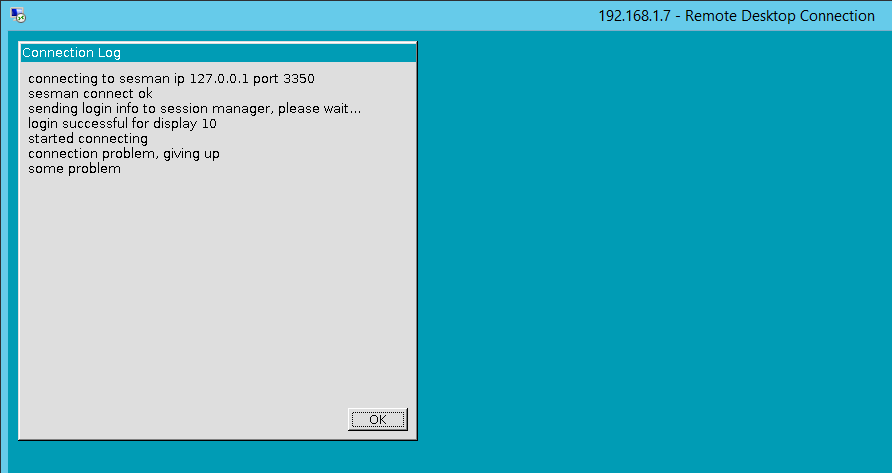 192.168.1.7 - Remote Desktop Connection
Connection Log
connecting to sesman ip 127.0.0.1 port 3350
sesman connect ok
sending login info to session manager, please wait...
login successful for display 10
started connecting
connection problem, giving up
some problem
OK